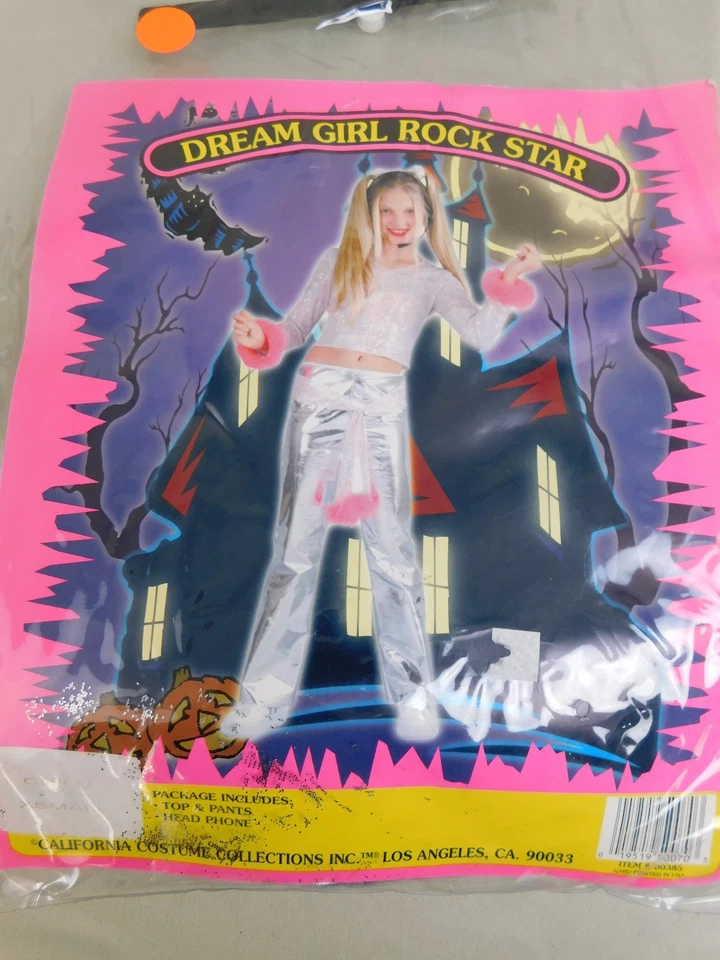 DREAM GIRL ROCK STAR
PACKAGE INCLUDES:
· TOP & PANTS
· HEAD PHONE
©CALIFORNIA COSTUME COLLECTIONS INC.™ LOS ANGELES, CA. 90033